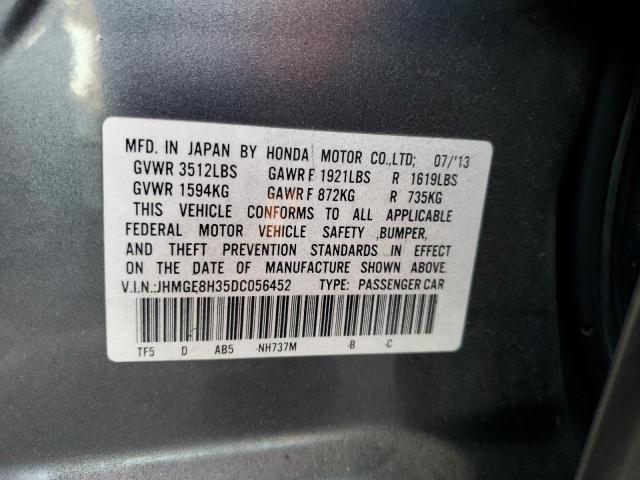 MFD. IN JAPAN BY HONDA MOTOR CO.,LTD; 07/'13
GVWR 3512LBS GAWR F 1921LBS R 1619LBS
GVWR 1594KG GAWR F 872KG R 735KG
THIS VEHICLE CONFORMS TO ALL APPLICABLE
FEDERAL MOTOR VEHICLE SAFETY ,BUMPER,
AND THEFT PREVENTION STANDARDS IN EFFECT
ON THE DATE OF MANUFACTURE SHOWN ABOVE.
V.I.N.:JHMGE8H35DC056452 TYPE: PASSENGER CAR
TF5 D AB5 -NH737M -B -C